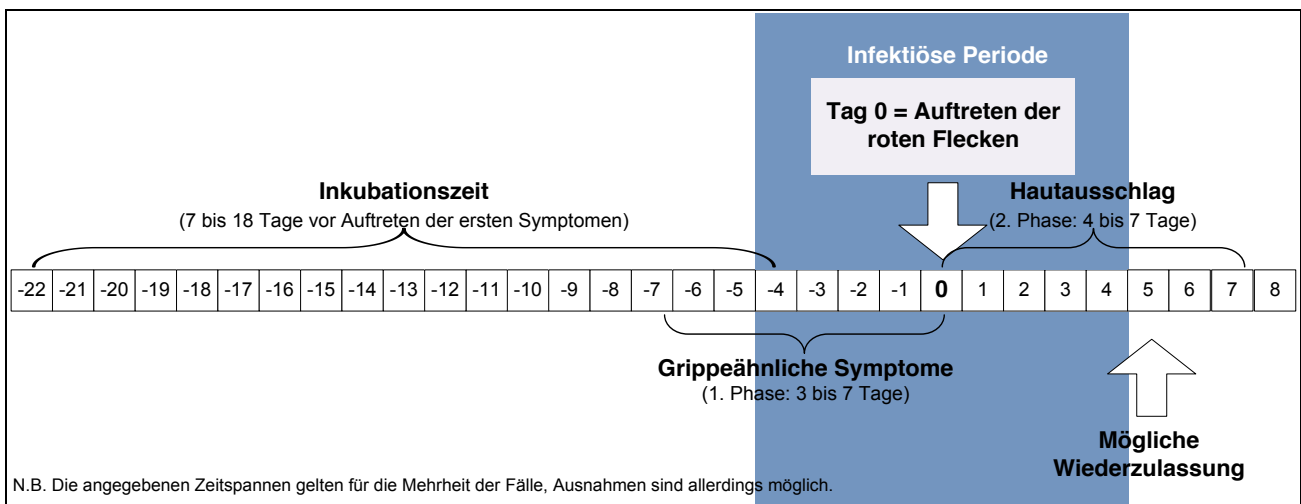 Infektiöse Periode
Tag 0 = Auftreten der
roten Flecken
Inkubationszeit
(7 bis 18 Tage vor Auftreten der ersten Symptomen)
Hautausschlag
(2. Phase: 4 bis 7 Tage)
-22 -21 -20 -19 -18 -17 -16 -15 -14 -13 -12 -11 -10 -9 -8 -7 -6 -5 -4 -3 -2 -1 0 1 2 3 4 5 6 7 8
Grippeähnliche Symptome
(1. Phase: 3 bis 7 Tage)
Mögliche
Wiederzulassung
N.B. Die angegebenen Zeitspannen gelten für die Mehrheit der Fälle, Ausnahmen sind allerdings möglich.